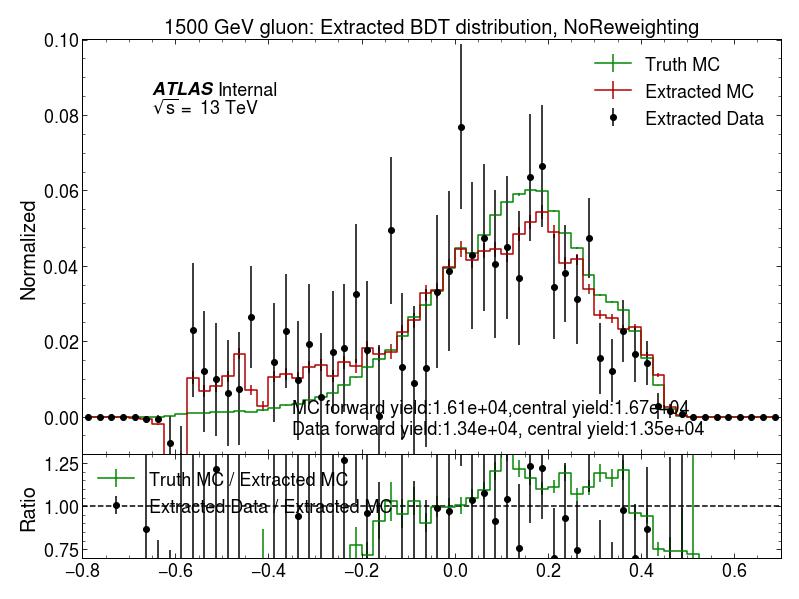 1500 GeV gluon: Extracted BDT distribution, NoReweighting
0.10
0.08
0.06
0.04
0.02
0.00
Normalized
ATLAS Internal
√s = 13 TeV
Truth MC
Extracted MC
Extracted Data
MC forward yield:1.61e+04,central yield:1.67e+04
Data forward yield:1.34e+04, central yield:1.35e+04
1.25
1.00
0.75
Ratio
Truth MC / Extracted MC
Extracted Data / Extracted MC
−0.8 −0.6 −0.4 −0.2 0.0 0.2 0.4 0.6